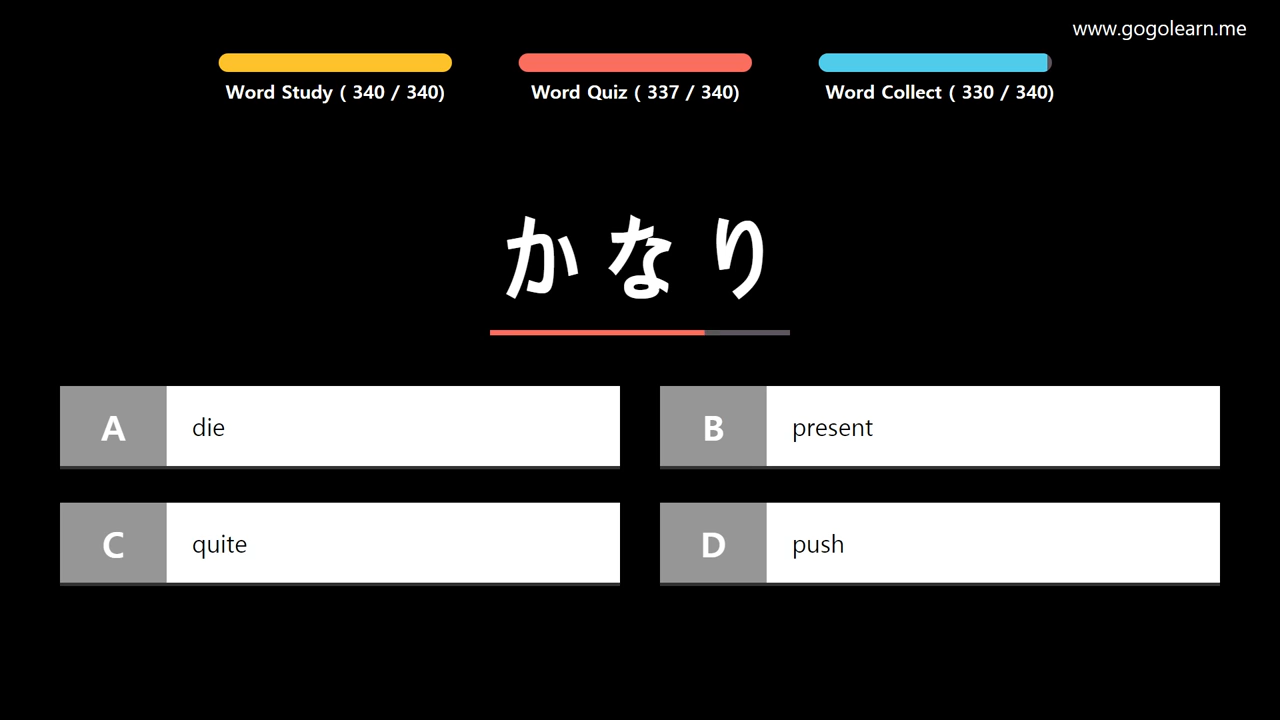 www.gogolearn.me
Word Study ( 340 / 340)
Word Quiz ( 337 / 340)
Word Collect ( 330 / 340)
かなり
A die
B present
C quite
D push